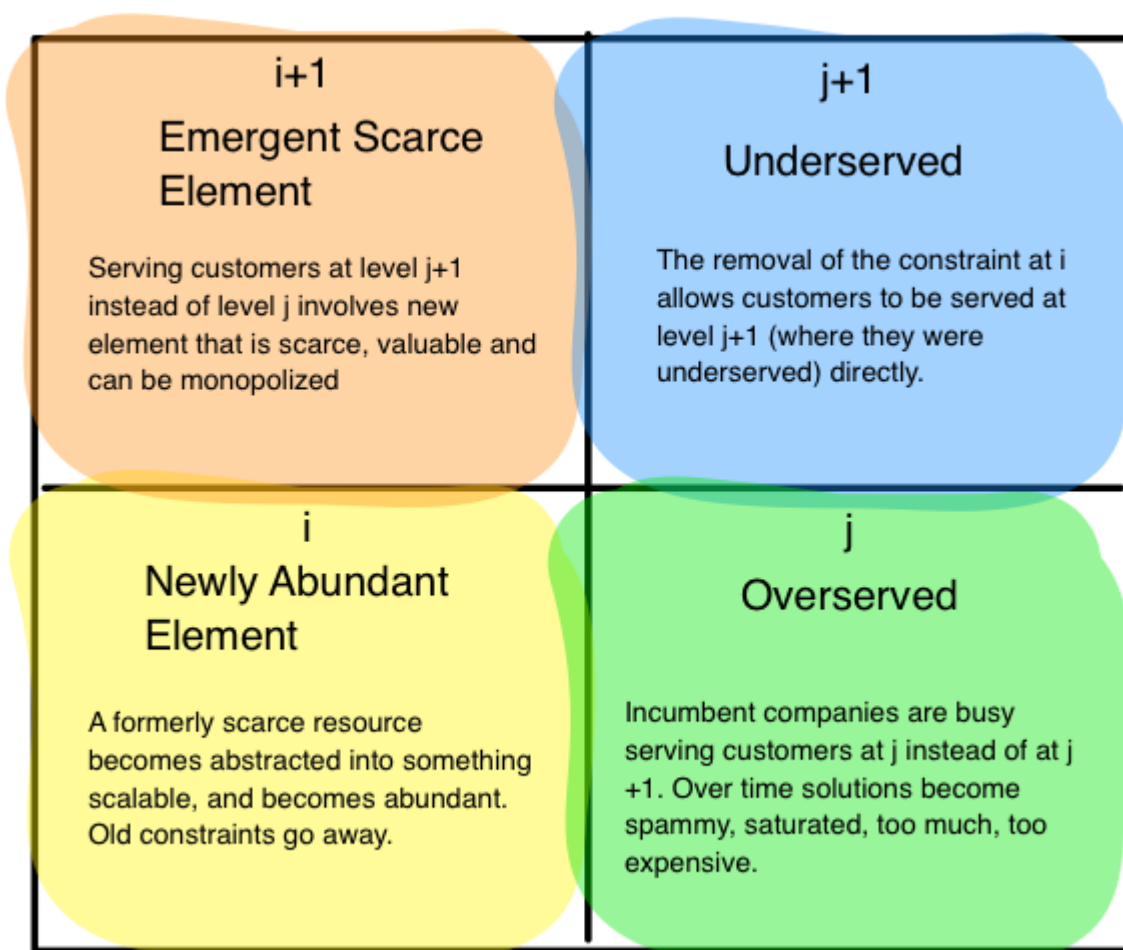 i+1
Emergent Scarce
Element
Serving customers at level j+1
instead of level j involves new
element that is scarce, valuable and
can be monopolized
j+1
Underserved
The removal of the constraint at i
allows customers to be served at
level j+1 (where they were
underserved) directly.
i
Newly Abundant
Element
A formerly scarce resource
becomes abstracted into something
scalable, and becomes abundant.
Old constraints go away.
j
Overserved
Incumbent companies are busy
serving customers at j instead of at j
+1. Over time solutions become
spammy, saturated, too much, too
expensive.